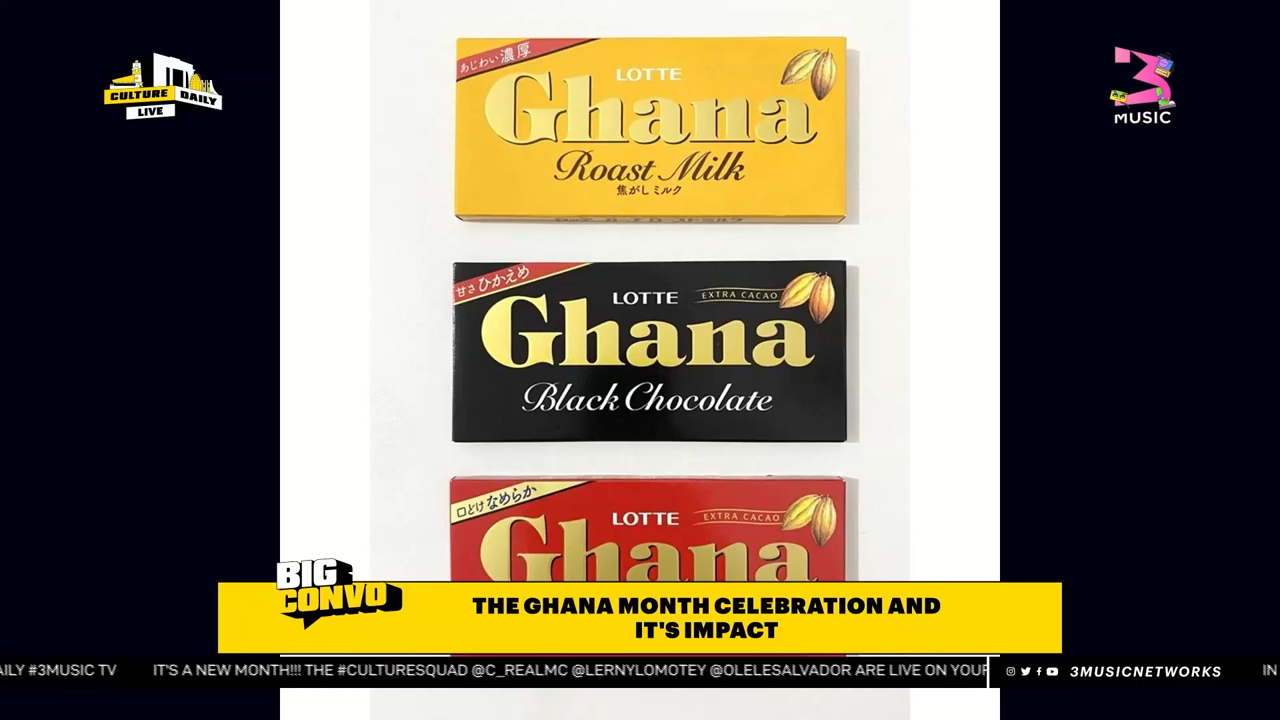 CULTURE DAILY
LIVE
3
MUSIC
あじわい濃厚
LOTTE
Ghana
Roast Milk
焦がしミルク
甘さひかえめ
LOTTE
EXTRA CACAO
Ghana
Black Chocolate
口どけなめらか
LOTTE
EXTRA CACAO
Ghana
BIG
CONVO
THE GHANA MONTH CELEBRATION AND
IT'S IMPACT
AILY #3MUSIC TV IT'S A NEW MONTH!!! THE #CULTURESQUAD @C_REALMC @LERNYLOMOTEY @OLELESALVADOR ARE LIVE ON YOUR
3MUSICNETWORKS
IN